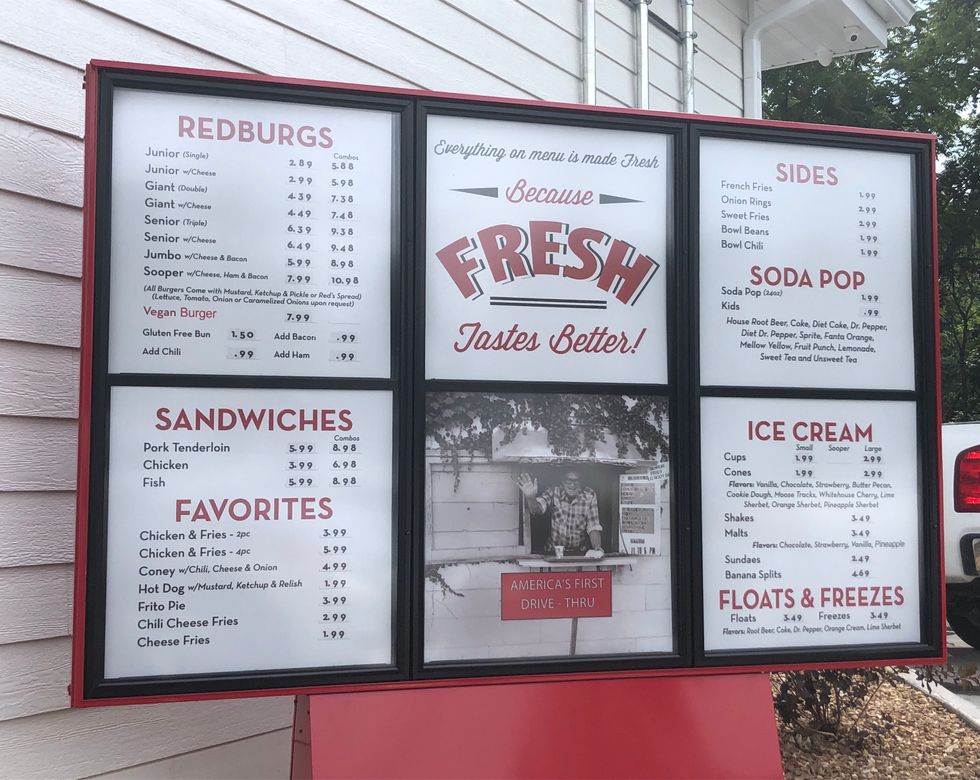 REDBURGS
Combos
Junior (Single) 2.89 5.88
Junior w/Cheese 2.99 5.98
Giant (Double) 4.39 7.38
Giant w/Cheese 4.49 7.48
Senior (Triple) 6.39 9.38
Senior w/Cheese 6.49 9.48
Jumbo w/Cheese & Bacon 5.99 8.98
Sooper w/Cheese, Ham & Bacon 7.99 10.98
(All Burgers Come with Mustard, Ketchup & Pickle or Red's Spread)
(Lettuce, Tomato, Onion or Caramelized Onions upon request)
Vegan Burger 7.99
Gluten Free Bun 1.50 Add Bacon .99
Add Chili .99 Add Ham .99
SANDWICHES
Combos
Pork Tenderloin 5.99 8.98
Chicken 3.99 6.98
Fish 5.99 8.98
FAVORITES
Chicken & Fries - 2pc 3.99
Chicken & Fries - 4pc 5.99
Coney w/Chili, Cheese & Onion 4.99
Hot Dog w/Mustard, Ketchup & Relish 1.99
Frito Pie 3.99
Chili Cheese Fries 2.99
Cheese Fries 1.99
Everything on menu is made Fresh
Because
FRESH
Tastes Better!
11 TO 5 PM
AMERICA'S FIRST
DRIVE - THRU
SIDES
French Fries 1.99
Onion Rings 2.99
Sweet Fries 2.99
Bowl Beans 1.99
Bowl Chili 1.99
SODA POP
Soda Pop (24oz) 1.99
Kids .99
House Root Beer, Coke, Diet Coke, Dr. Pepper,
Diet Dr. Pepper, Sprite, Fanta Orange,
Mellow Yellow, Fruit Punch, Lemonade,
Sweet Tea and Unsweet Tea
ICE CREAM
Small Sooper Large
Cups 1.99 2.99
Cones 1.99 2.99
Flavors: Vanilla, Chocolate, Strawberry, Butter Pecan,
Cookie Dough, Moose Tracks, Whitehouse Cherry, Lime
Sherbet, Orange Sherbet, Pineapple Sherbet
Shakes 3.49
Malts 3.49
Flavors: Chocolate, Strawberry, Vanilla, Pineapple
Sundaes 2.49
Banana Splits 4.69
FLOATS & FREEZES
Floats 3.49 Freezes 3.49
Flavors: Root Beer, Coke, Dr. Pepper, Orange Cream, Lime Sherbet